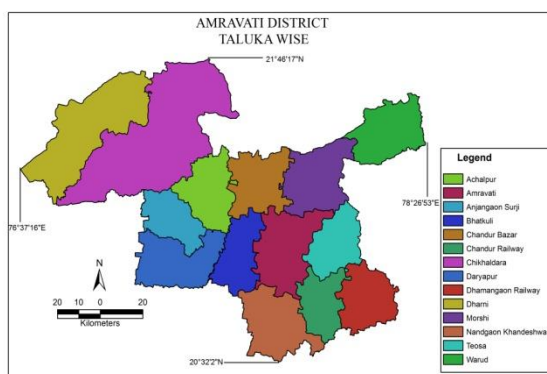 AMRAVATI DISTRICT
TALUKA WISE
21°46'17"N
76°37'16"E
78°26'53"E
N
20 10 0 20
Kilometers
20°32'2"N
Legend
Achalpur
Amravati
Anjangaon Surji
Bhatkuli
Chandur Bazar
Chandur Railway
Chikhaldara
Daryapur
Dhamangaon Railway
Dharni
Morshi
Nandgaon Khandeshwa
Teosa
Warud